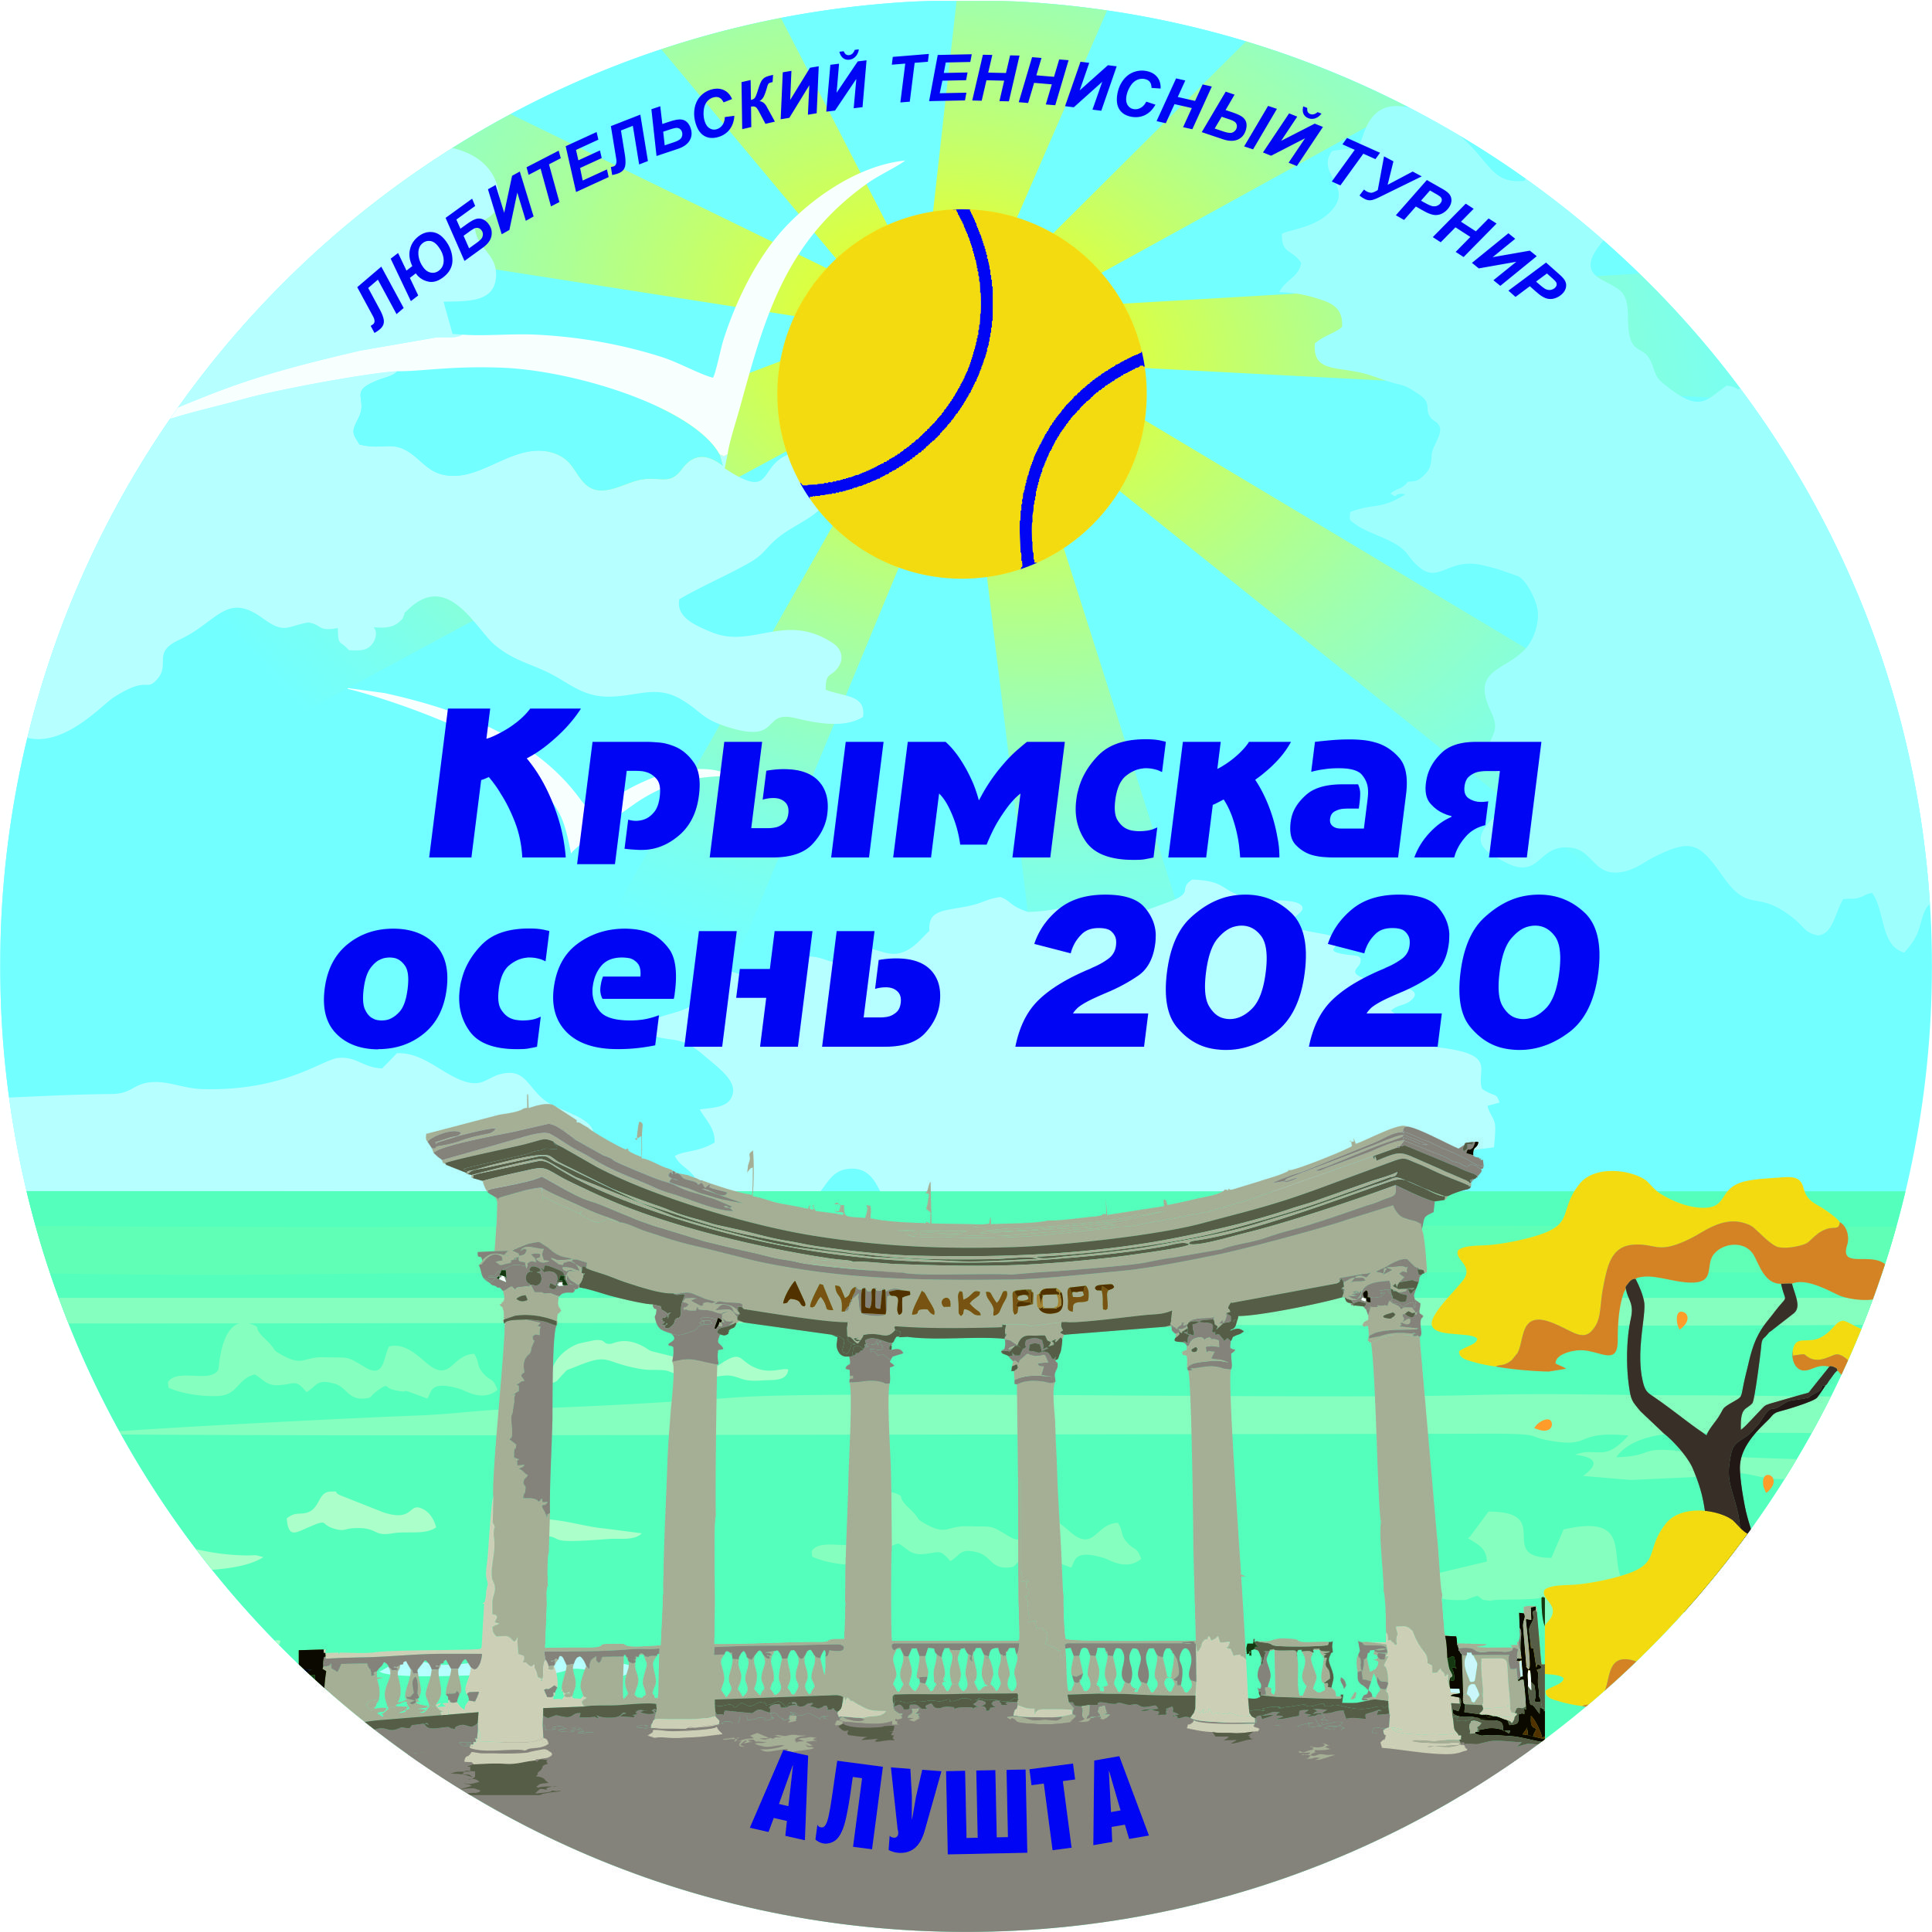 ЛЮБИТЕЛЬСКИЙ ТЕННИСНЫЙ ТУРНИР
Крымская
осень 2020
АЛУШТА•КУРОРТ
АЛУШТА